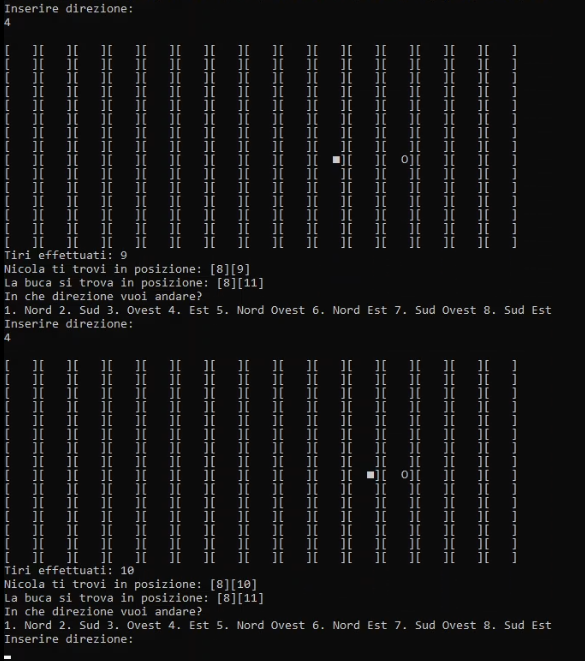 Inserire direzione:
4
[   ][   ][   ][   ][   ][   ][   ][   ][   ][   ][   ][   ][   ][   ][   ]
[   ][   ][   ][   ][   ][   ][   ][   ][   ][   ][   ][   ][   ][   ][   ]
[   ][   ][   ][   ][   ][   ][   ][   ][   ][   ][   ][   ][   ][   ][   ]
[   ][   ][   ][   ][   ][   ][   ][   ][   ][   ][   ][   ][   ][   ][   ]
[   ][   ][   ][   ][   ][   ][   ][   ][   ][   ][   ][   ][   ][   ][   ]
[   ][   ][   ][   ][   ][   ][   ][   ][   ][   ][   ][   ][   ][   ][   ]
[   ][   ][   ][   ][   ][   ][   ][   ][   ][   ][   ][   ][   ][   ][   ]
[   ][   ][   ][   ][   ][   ][   ][   ][   ][   ][   ][   ][   ][   ][   ]
[   ][   ][   ][   ][   ][   ][   ][   ][   ][  ■][   ][  O][   ][   ][   ]
[   ][   ][   ][   ][   ][   ][   ][   ][   ][   ][   ][   ][   ][   ][   ]
[   ][   ][   ][   ][   ][   ][   ][   ][   ][   ][   ][   ][   ][   ][   ]
[   ][   ][   ][   ][   ][   ][   ][   ][   ][   ][   ][   ][   ][   ][   ]
[   ][   ][   ][   ][   ][   ][   ][   ][   ][   ][   ][   ][   ][   ][   ]
[   ][   ][   ][   ][   ][   ][   ][   ][   ][   ][   ][   ][   ][   ][   ]
[   ][   ][   ][   ][   ][   ][   ][   ][   ][   ][   ][   ][   ][   ][   ]
Tiri effettuati: 9
Nicola ti trovi in posizione: [8][9]
La buca si trova in posizione: [8][11]
In che direzione vuoi andare?
1. Nord 2. Sud 3. Ovest 4. Est 5. Nord Ovest 6. Nord Est 7. Sud Ovest 8. Sud Est
Inserire direzione:
4
[   ][   ][   ][   ][   ][   ][   ][   ][   ][   ][   ][   ][   ][   ][   ]
[   ][   ][   ][   ][   ][   ][   ][   ][   ][   ][   ][   ][   ][   ][   ]
[   ][   ][   ][   ][   ][   ][   ][   ][   ][   ][   ][   ][   ][   ][   ]
[   ][   ][   ][   ][   ][   ][   ][   ][   ][   ][   ][   ][   ][   ][   ]
[   ][   ][   ][   ][   ][   ][   ][   ][   ][   ][   ][   ][   ][   ][   ]
[   ][   ][   ][   ][   ][   ][   ][   ][   ][   ][   ][   ][   ][   ][   ]
[   ][   ][   ][   ][   ][   ][   ][   ][   ][   ][   ][   ][   ][   ][   ]
[   ][   ][   ][   ][   ][   ][   ][   ][   ][   ][   ][   ][   ][   ][   ]
[   ][   ][   ][   ][   ][   ][   ][   ][   ][   ][  ■][  O][   ][   ][   ]
[   ][   ][   ][   ][   ][   ][   ][   ][   ][   ][   ][   ][   ][   ][   ]
[   ][   ][   ][   ][   ][   ][   ][   ][   ][   ][   ][   ][   ][   ][   ]
[   ][   ][   ][   ][   ][   ][   ][   ][   ][   ][   ][   ][   ][   ][   ]
[   ][   ][   ][   ][   ][   ][   ][   ][   ][   ][   ][   ][   ][   ][   ]
[   ][   ][   ][   ][   ][   ][   ][   ][   ][   ][   ][   ][   ][   ][   ]
[   ][   ][   ][   ][   ][   ][   ][   ][   ][   ][   ][   ][   ][   ][   ]
Tiri effettuati: 10
Nicola ti trovi in posizione: [8][10]
La buca si trova in posizione: [8][11]
In che direzione vuoi andare?
1. Nord 2. Sud 3. Ovest 4. Est 5. Nord Ovest 6. Nord Est 7. Sud Ovest 8. Sud Est
Inserire direzione: